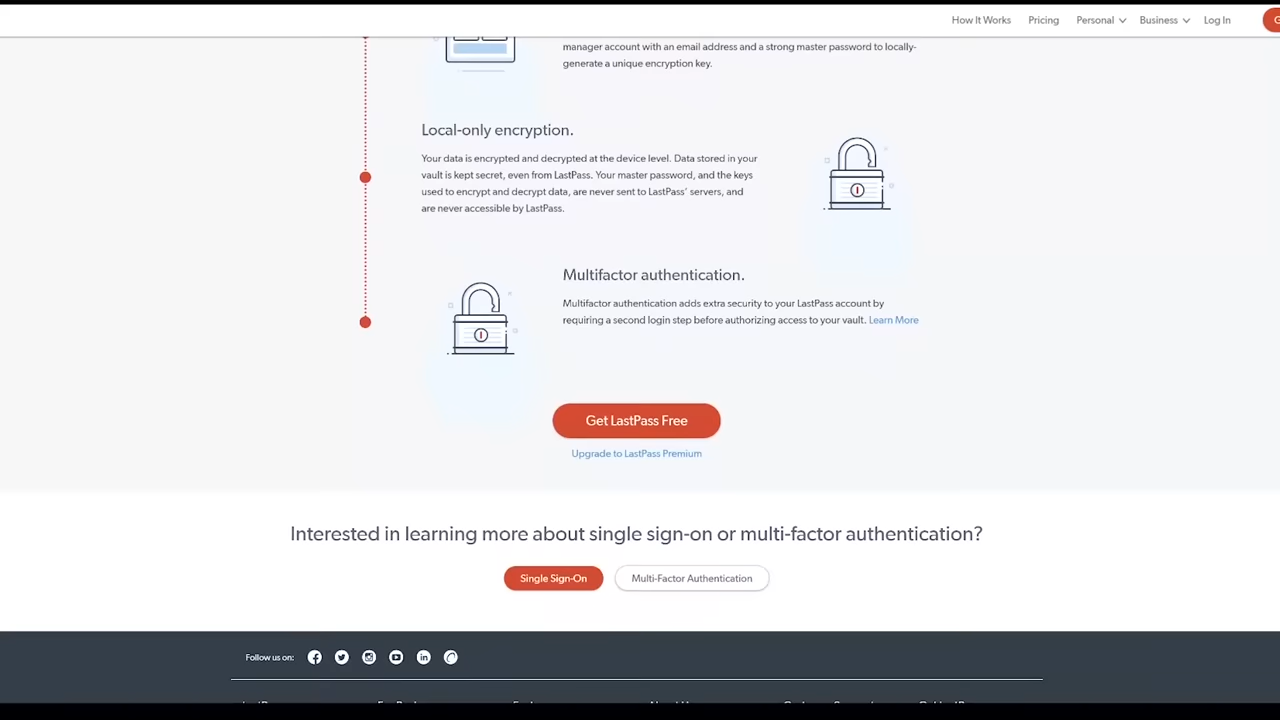 How It Works Pricing Personal Business Log In
manager account with an email address and a strong master password to locally-
generate a unique encryption key.
Local-only encryption.
Your data is encrypted and decrypted at the device level. Data stored in your
vault is kept secret, even from LastPass. Your master password, and the keys
used to encrypt and decrypt data, are never sent to LastPass' servers, and
are never accessible by LastPass.
Multifactor authentication.
Multifactor authentication adds extra security to your LastPass account by
requiring a second login step before authorizing access to your vault. Learn More
Get LastPass Free
Upgrade to LastPass Premium
Interested in learning more about single sign-on or multi-factor authentication?
Single Sign-On Multi-Factor Authentication
Follow us on: